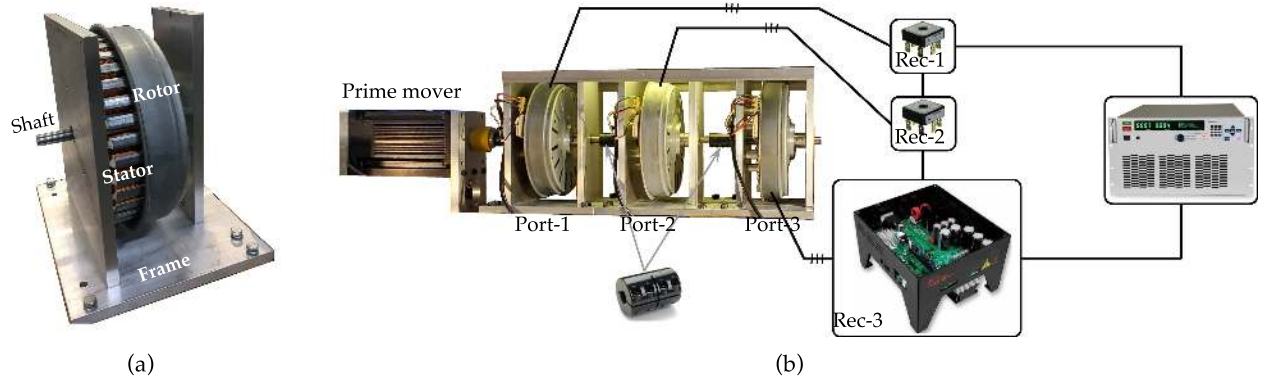 Shaft
Rotor
Stator
Frame
(a)
Prime mover
Port-1
Port-2
Port-3
Rec-1
Rec-2
Rec-3
(b)